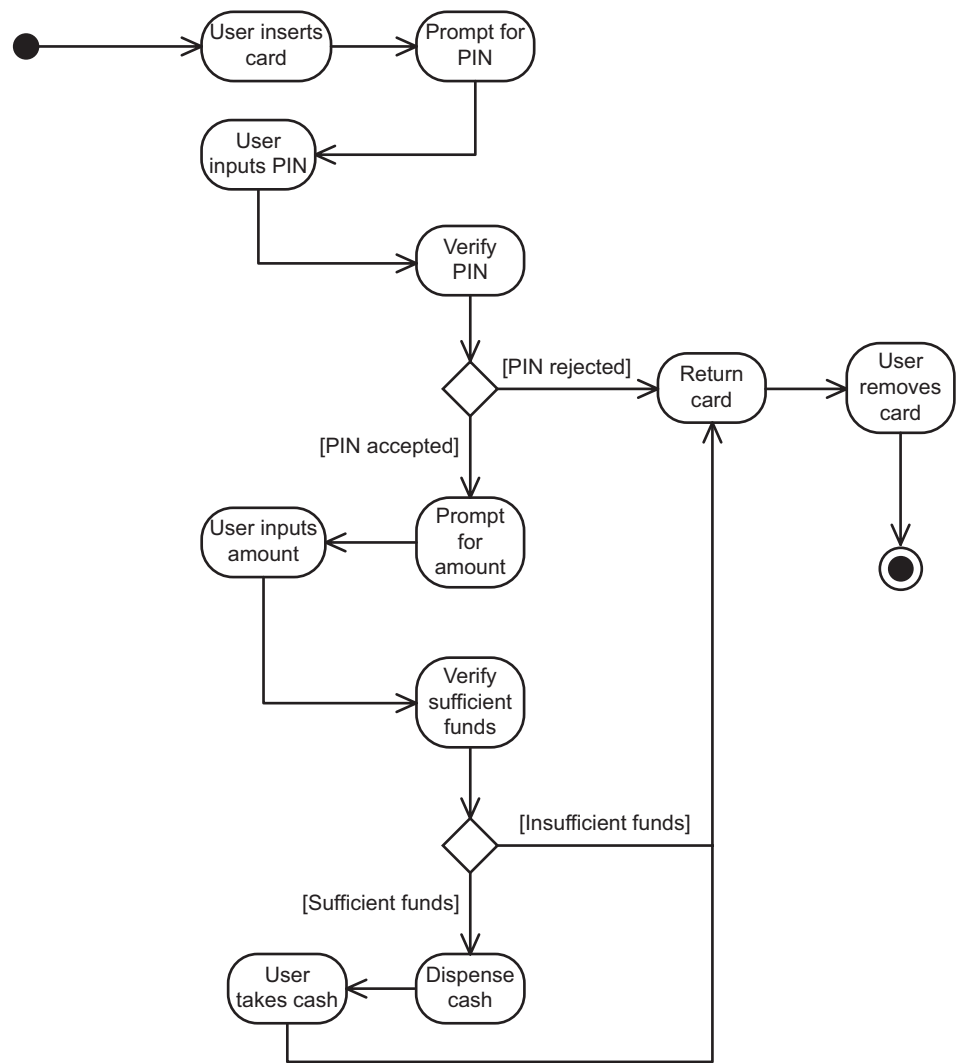 User inserts
card
Prompt for
PIN
User
inputs PIN
Verify
PIN
[PIN rejected]
Return
card
User
removes
card
[PIN accepted]
Prompt
for
amount
User inputs
amount
Verify
sufficient
funds
[Insufficient funds]
[Sufficient funds]
Dispense
cash
User
takes cash